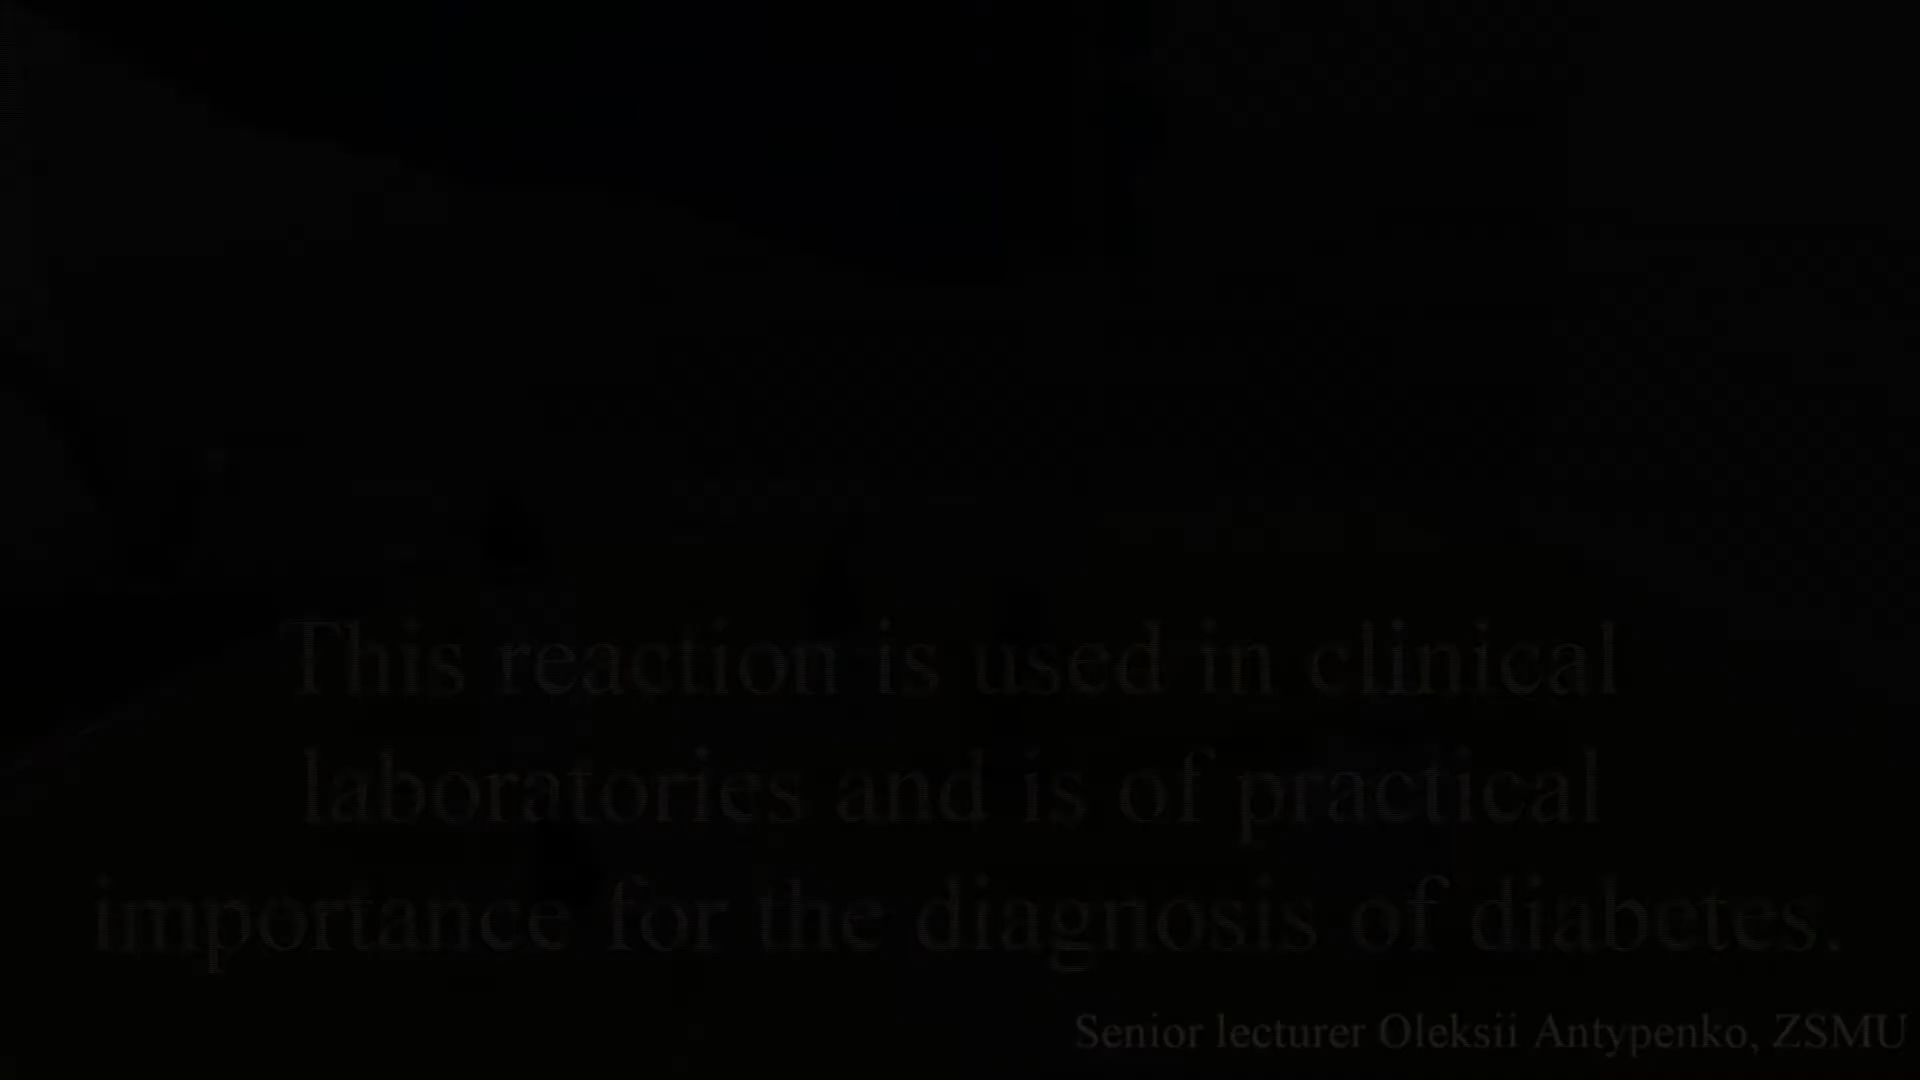 This reaction is used in clinical
laboratories and is of practical
importance for the diagnosis of diabetes.
Senior lecturer Oleksii Antypenko, ZSMU